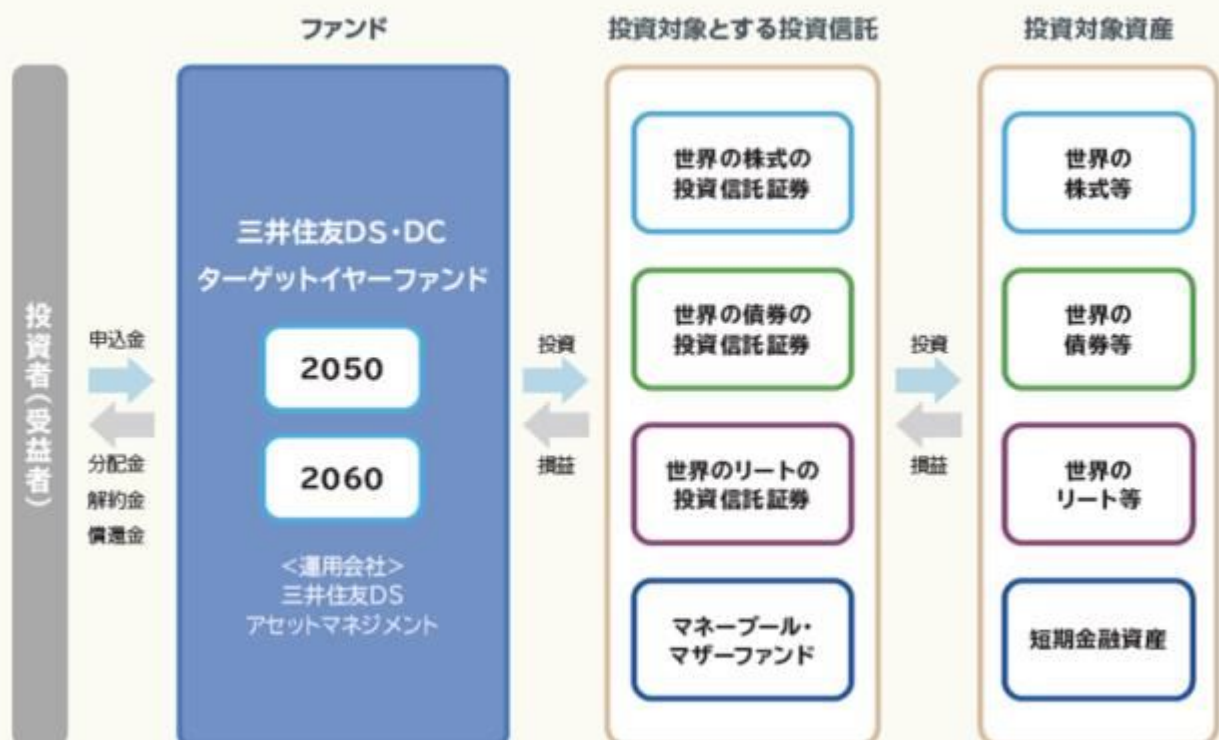 ファンド
投資対象とする投資信託
投資対象資産
投資者(受益者)
申込金
分配金
解約金
償還金
三井住友DS・DC
ターゲットイヤーファンド
2050
2060
<運用会社>
三井住友DS
アセットマネジメント
投資
損益
世界の株式の
投資信託証券
世界の債券の
投資信託証券
世界のリートの
投資信託証券
マネープール・
マザーファンド
投資
損益
世界の
株式等
世界の
債券等
世界の
リート等
短期金融資産